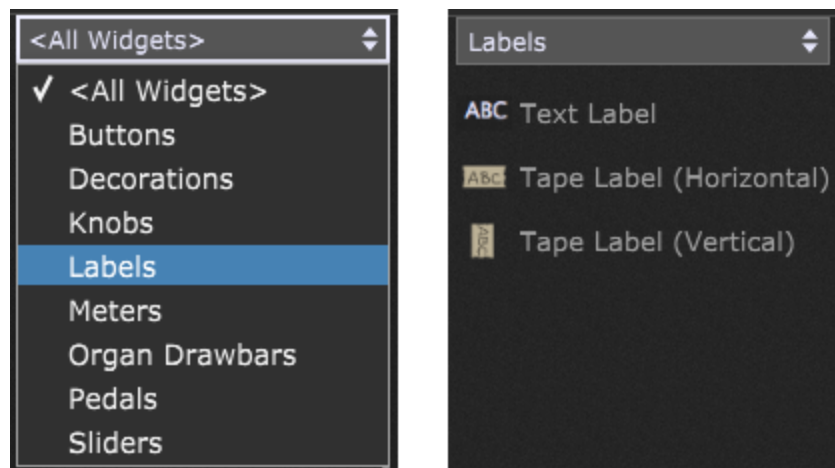 <All Widgets>
✓ <All Widgets>
Buttons
Decorations
Knobs
Labels
Meters
Organ Drawbars
Pedals
Sliders
Labels
ABC Text Label
ABC Tape Label (Horizontal)
ABC Tape Label (Vertical)